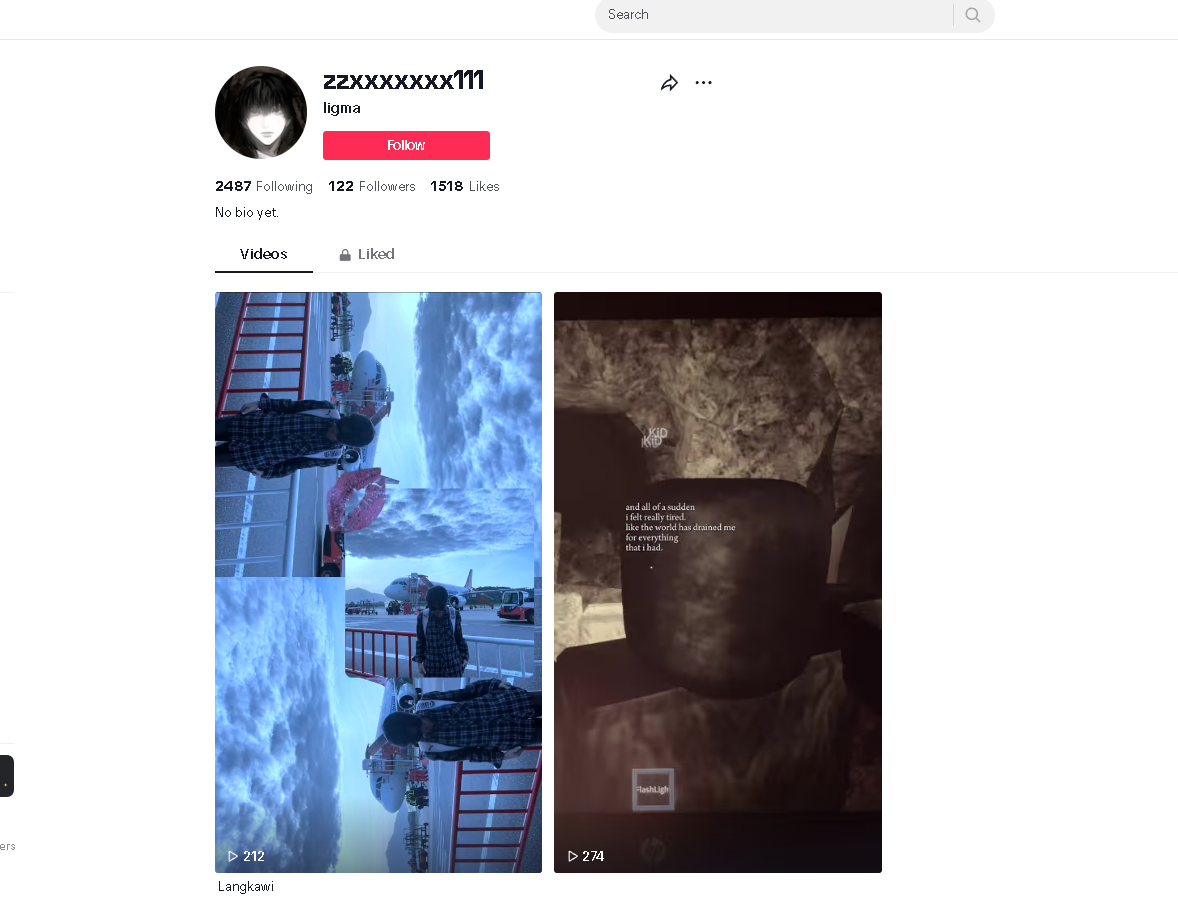 Search
zzxxxxxxx111
ligma
Follow
2487 Following 122 Followers 1518 Likes
No bio yet.
Videos Liked
KiD
KiD
and all of a sudden
i felt really tired.
like the world has drained me
for everything
that i had.
FlashLigh
212
274
Langkawi
ers